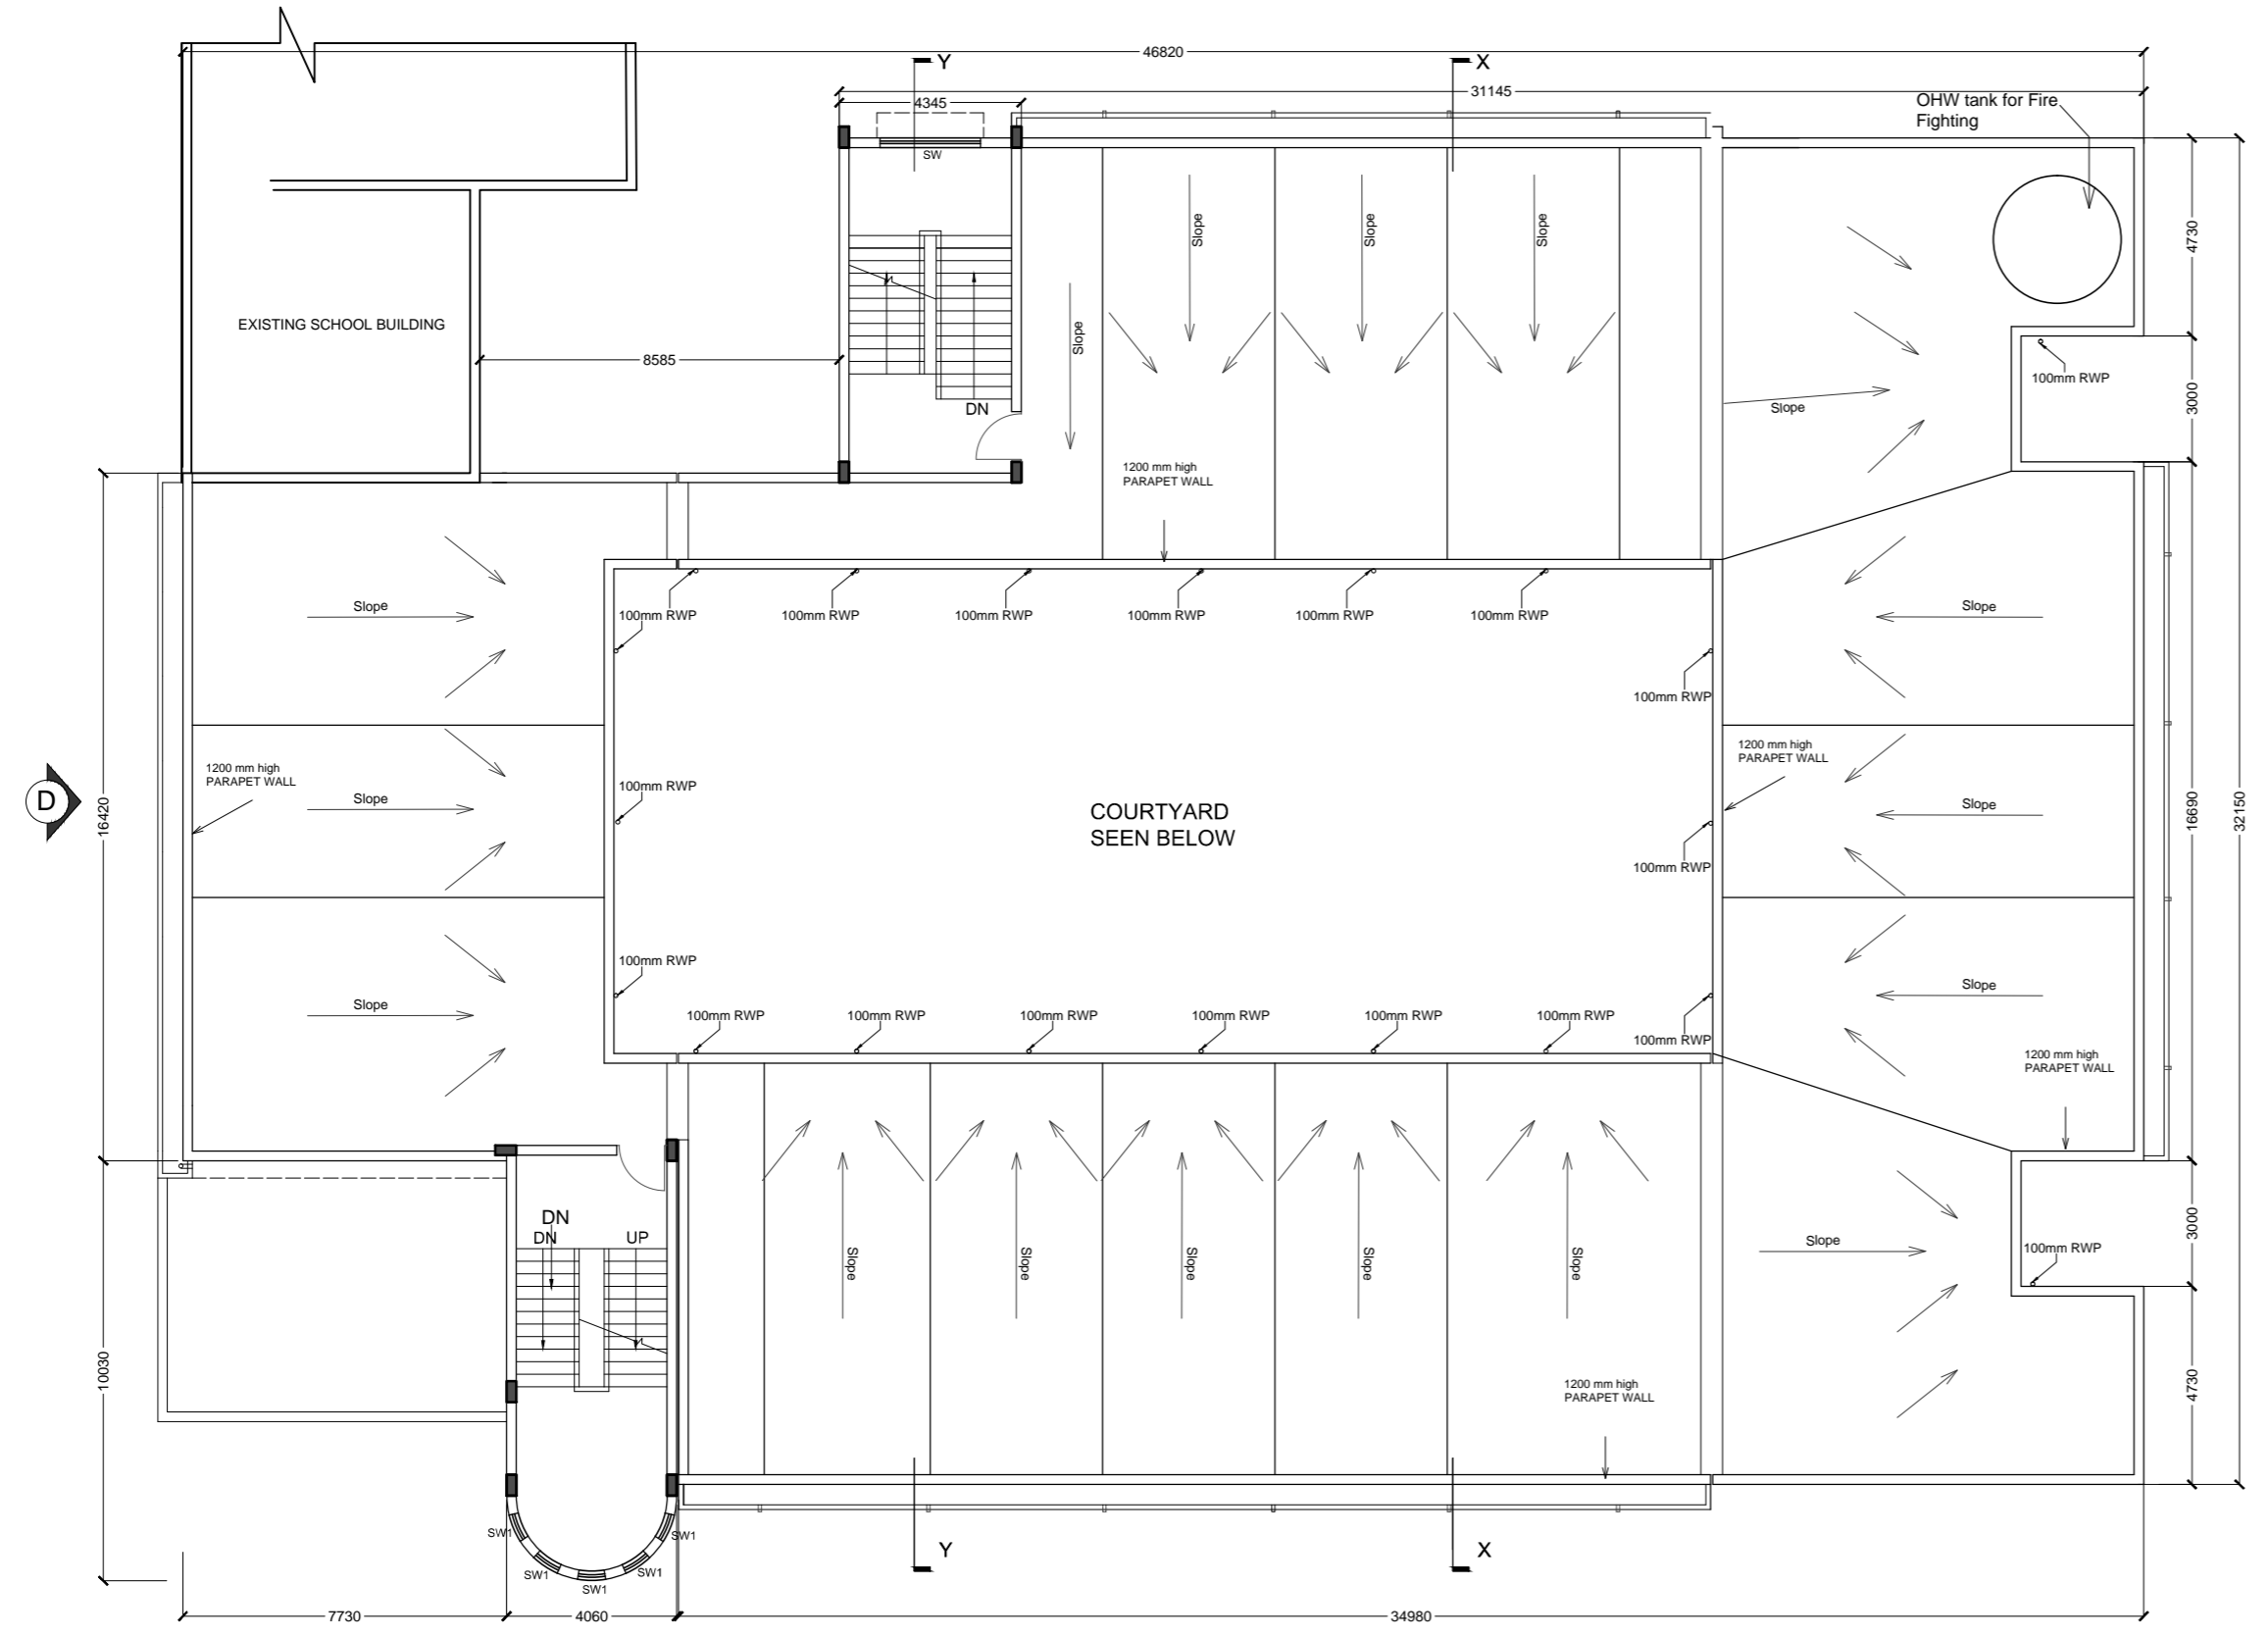 46820
Y
X
31145
4345
OHW tank for Fire
Fighting
SW
Slope
Slope
Slope
4730
EXISTING SCHOOL BUILDING
Slope
8585
100mm RWP
3000
DN
Slope
1200 mm high
PARAPET WALL
Slope
100mm RWP
100mm RWP
100mm RWP
100mm RWP
100mm RWP
100mm RWP
Slope
100mm RWP
1200 mm high
PARAPET WALL
1200 mm high
PARAPET WALL
100mm RWP
Slope
D
16420
COURTYARD
SEEN BELOW
Slope
16690
32150
100mm RWP
100mm RWP
Slope
Slope
100mm RWP
100mm RWP
100mm RWP
100mm RWP
100mm RWP
100mm RWP
100mm RWP
1200 mm high
PARAPET WALL
DN
DN
UP
Slope
Slope
Slope
Slope
Slope
Slope
100mm RWP
3000
10030
1200 mm high
PARAPET WALL
4730
SW1
SW1
SW1
SW1
SW1
Y
X
7730
4060
34980